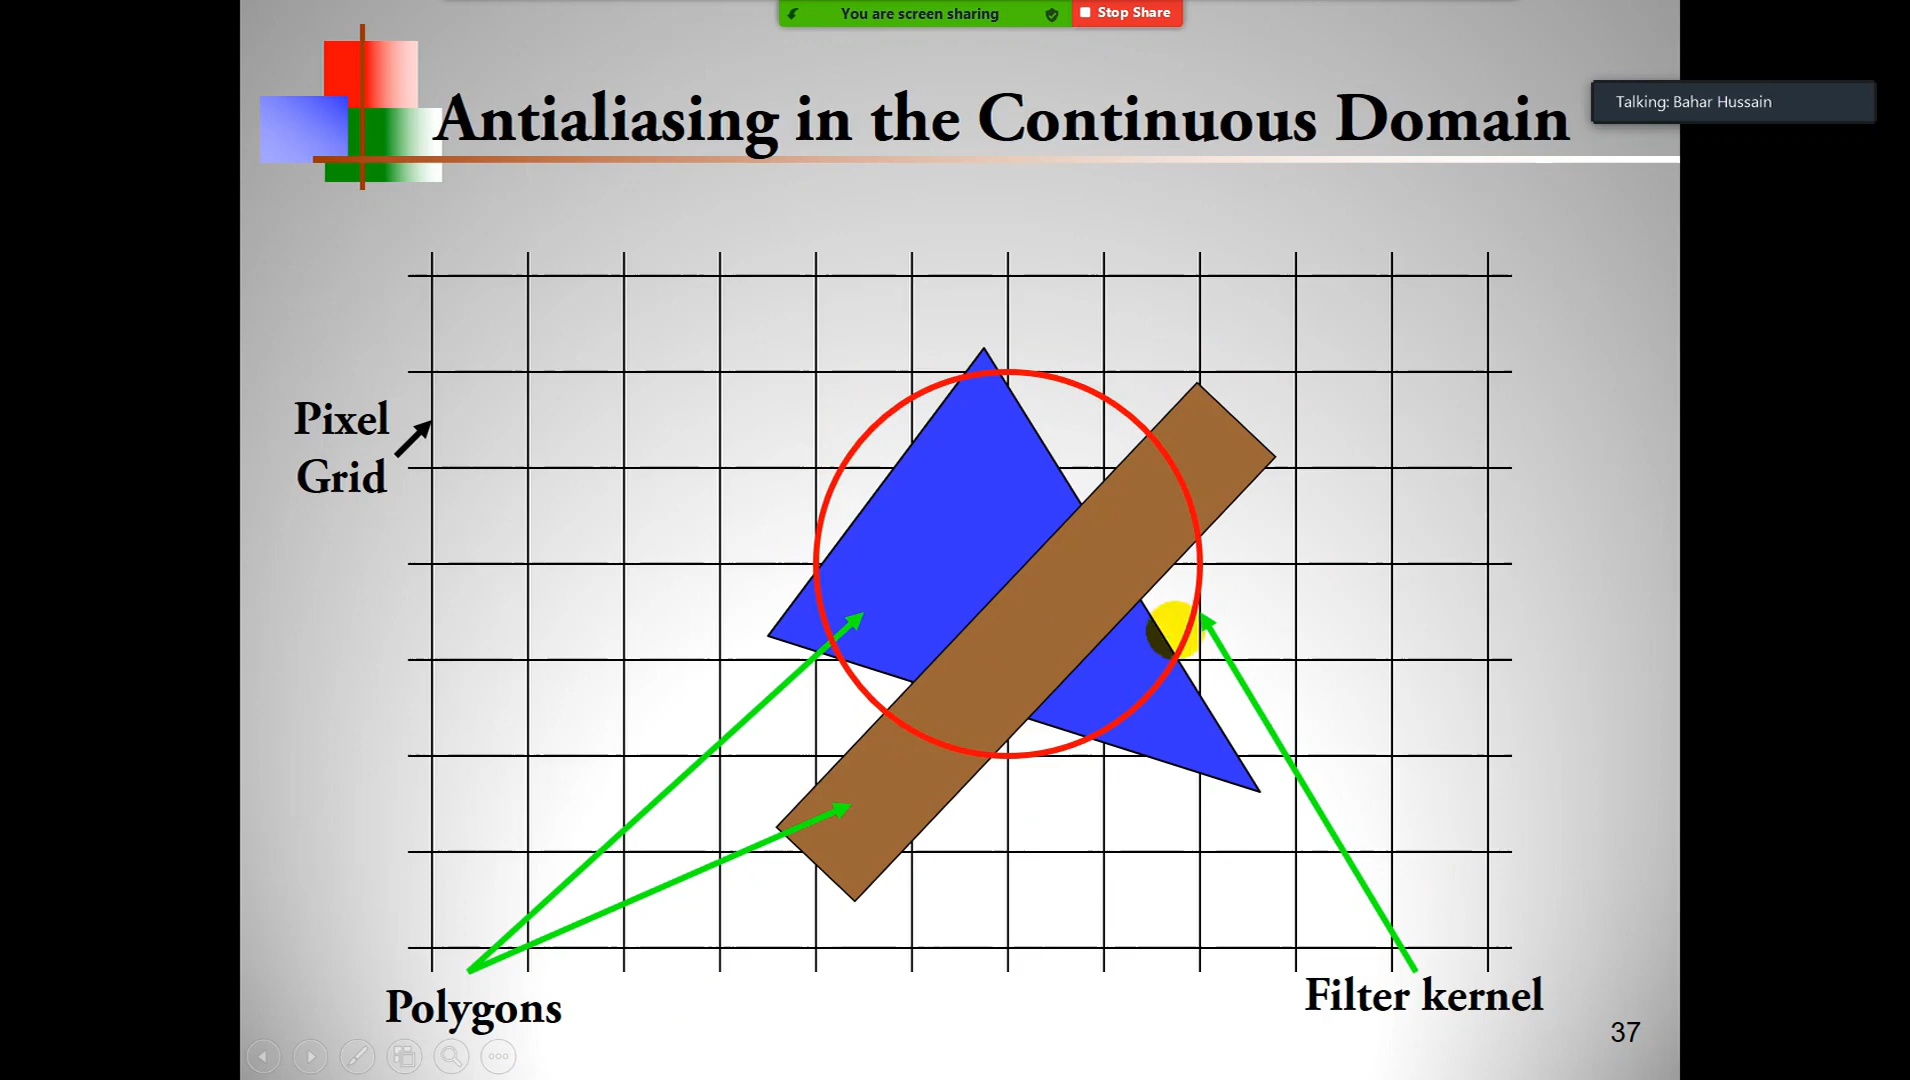 You are screen sharing
Stop Share
Antialiasing in the Continuous Domain
Talking: Bahar Hussain
Pixel
Grid
Polygons
Filter kernel
37